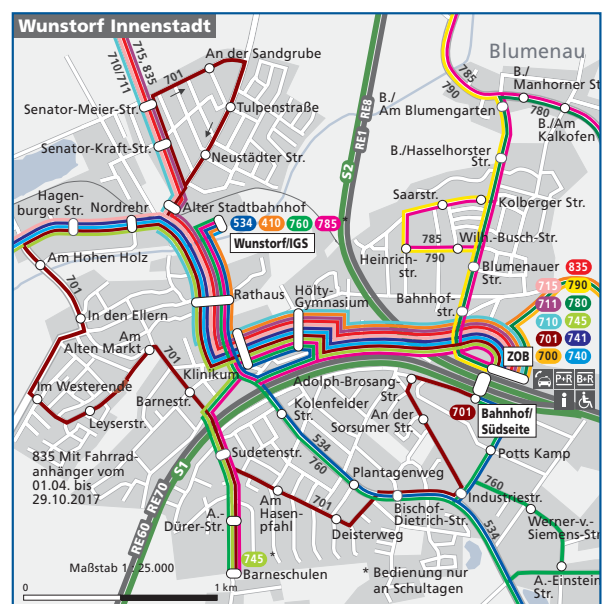 Wunstorf Innenstadt
710/711
715, 835
701
An der Sandgrube
Blumenau
785
790
B./
Manhorner Str.
780
B./Am
Kalkofen
Senator-Meier-Str.
Tulpenstraße
B./
Am Blumengarten
RE1 - RE8
S2
Senator-Kraft-Str.
Neustädter Str.
B./Hasselhorster
Str.
Saarstr.
Kolberger Str.
Hagen-
burger Str.
Nordrehr
Alter Stadtbahnhof
534 410 760 785 *
Wunstorf/IGS
785
790
Wilh.-Busch-Str.
Heinrich-
str.
Am Hohen Holz
701
Blumenauer
Str.
835
715 790
711 780
710 745
701 741
700 740
Rathaus
Hölty-
Gymnasium
Bahnhof-
str.
ZOB
P+R B+R
i
In den Ellern
Am
Alten Markt
701
Klinikum
Adolph-Brosang-
Str.
701
Bahnhof/
Südseite
Im Westerende
Barnestr.
Kolenfelder
Str.
An der
Sorsumer Str.
Leyserstr.
534
760
Potts Kamp
835 Mit Fahrrad-
anhänger vom
01.04. bis
29.10.2017
Sudetenstr.
Plantagenweg
RE60 - RE70 - S1
Am
Hasen-
pfahl
701
Bischof-
Dietrich-Str.
Industriestr.
760
534
A.-
Dürer-Str.
Deisterweg
Werner-v.-
Siemens-Str.
745 *
Barneschulen
* Bedienung nur
an Schultagen
A.-Einstein-
Str.
Maßstab 1 : 25.000
0 1 km